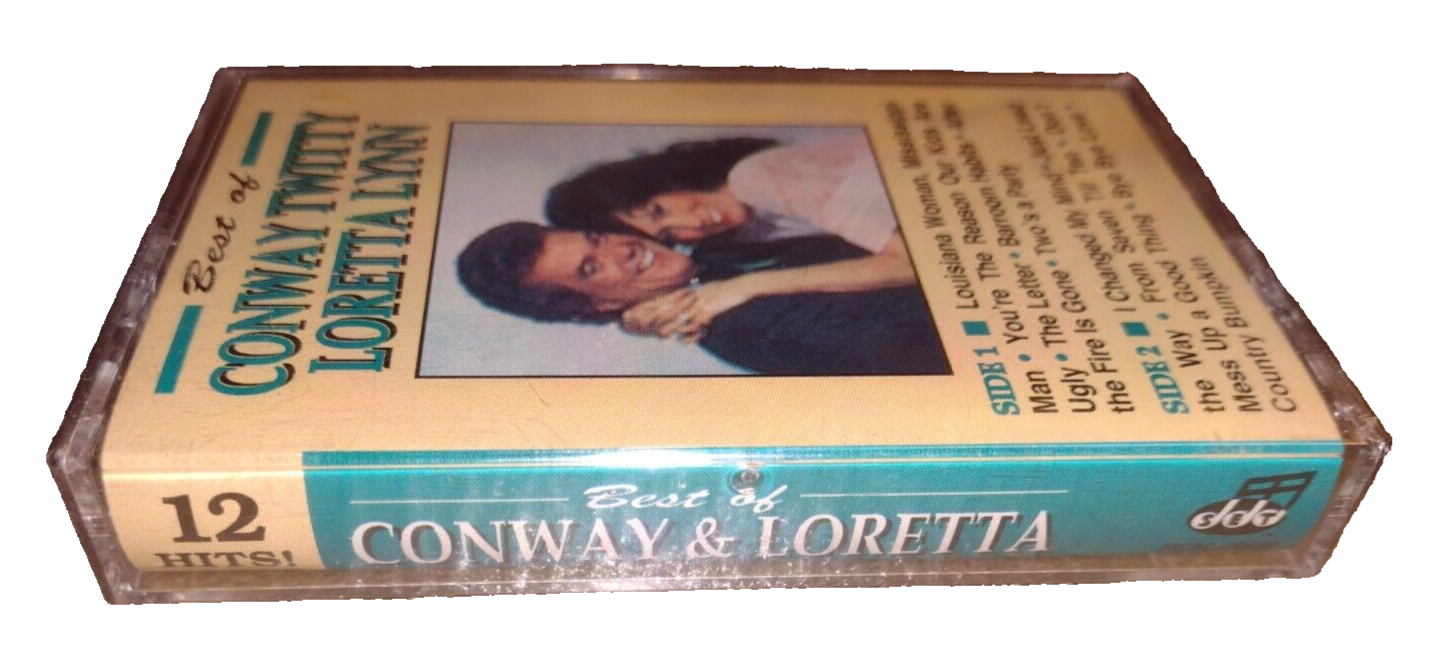 Best of
CONWAY TWITTY
LORETTA LYNN
SIDE 1 ■ Louisiana Woman, Mississippi
Man • You're The Reason Our Kids Are
Ugly • The Letter • Barroom Habits • After
the Fire Is Gone • Two's a Party
SIDE 2 ■ I Changed My Mind • Just Lead
the Way • From Seven Till Ten • Don't
Mess Up a Good Thing • Bye Bye Love •
Country Bumpkin
12
HITS!
Best of
CONWAY & LORETTA